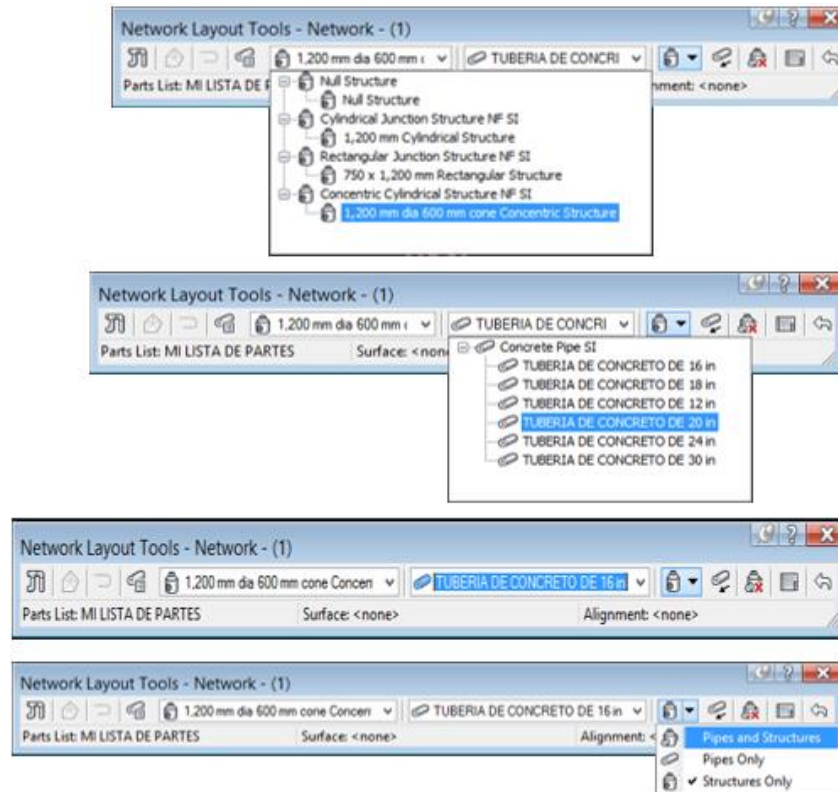 Network Layout Tools - Network - (1)
1,200 mm dia 600 mm c TUBERIA DE CONCRI
Parts List: MI LISTA DE P nment: <none>
Null Structure
Null Structure
Cylindrical Junction Structure NF SI
1,200 mm Cylindrical Structure
Rectangular Junction Structure NF SI
750 x 1,200 mm Rectangular Structure
Concentric Cylindrical Structure NF SI
1,200 mm dia 600 mm cone Concentric Structure
Network Layout Tools - Network - (1)
1,200 mm dia 600 mm c TUBERIA DE CONCRI
Parts List: MI LISTA DE PARTES Surface: <non
Concrete Pipe SI
TUBERIA DE CONCRETO DE 16 in
TUBERIA DE CONCRETO DE 18 in
TUBERIA DE CONCRETO DE 12 in
TUBERIA DE CONCRETO DE 20 in
TUBERIA DE CONCRETO DE 24 in
TUBERIA DE CONCRETO DE 30 in
Network Layout Tools - Network - (1)
1,200 mm dia 600 mm cone Concen TUBERIA DE CONCRETO DE 16 in
Parts List: MI LISTA DE PARTES Surface: <none> Alignment: <none>
Network Layout Tools - Network - (1)
1,200 mm dia 600 mm cone Concen TUBERIA DE CONCRETO DE 16 in
Parts List: MI LISTA DE PARTES Surface: <none> Alignment: <
Pipes and Structures
Pipes Only
Structures Only